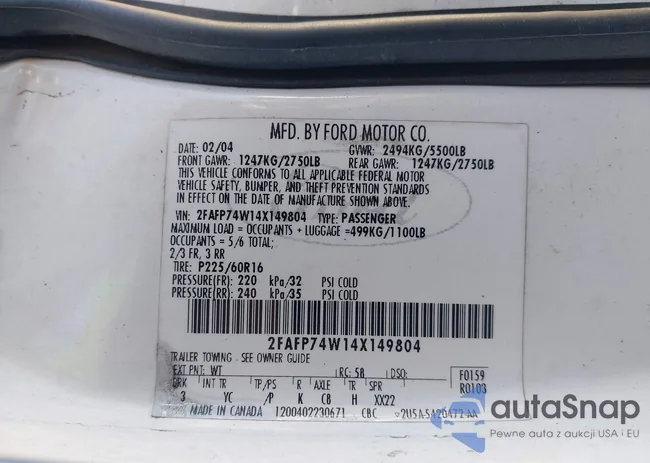 MFD. BY FORD MOTOR CO.
DATE: 02/04 GVWR: 2494KG/5500LB
FRONT GAWR: 1247KG/2750LB REAR GAWR: 1247KG/2750LB
THIS VEHICLE CONFORMS TO ALL APPLICABLE FEDERAL MOTOR
VEHICLE SAFETY, BUMPER, AND THEFT PREVENTION STANDARDS
IN EFFECT ON THE DATE OF MANUFACTURE SHOWN ABOVE.
VIN: 2FAFP74W14X149804 TYPE: PASSENGER
MAXIMUM LOAD = OCCUPANTS + LUGGAGE =499KG/1100LB
OCCUPANTS = 5/6 TOTAL;
2/3 FR, 3 RR
TIRE: P225/60R16
PRESSURE(FR): 220 kPa/32 PSI COLD
PRESSURE(RR): 240 kPa/35 PSI COLD
2FAFP74W14X149804
TRAILER TOWING - SEE OWNER GUIDE
EXT PNT: WT RC: 58 DSO: F0159
BRK INT TR TP/PS R AXLE TR SPR R0103
3 YC /P K C8 H XX22
MADE IN CANADA 1200402230671 CBC 2U5A-5A20472-AA
autoSnap
Pewne auta z aukcji USA i EU